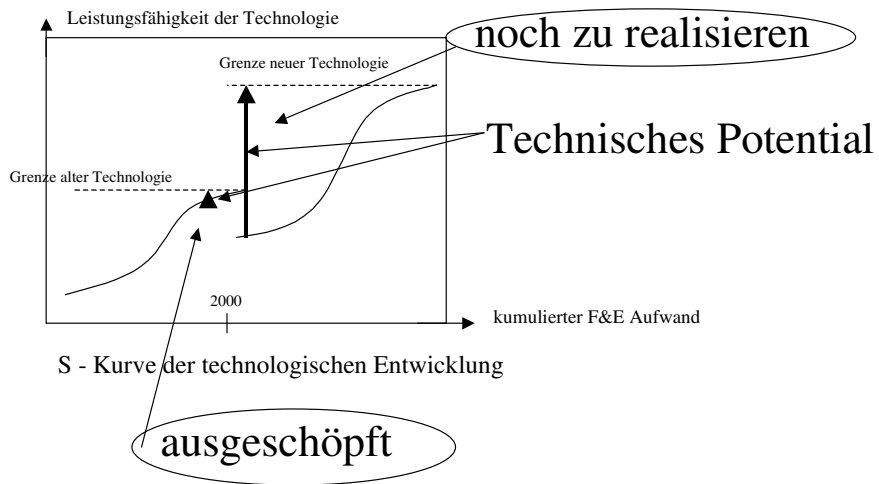 Leistungsfähigkeit der Technologie
noch zu realisieren
Grenze neuer Technologie
Technisches Potential
Grenze alter Technologie
2000
kumulierter F&E Aufwand
S - Kurve der technologischen Entwicklung
ausgeschöpft